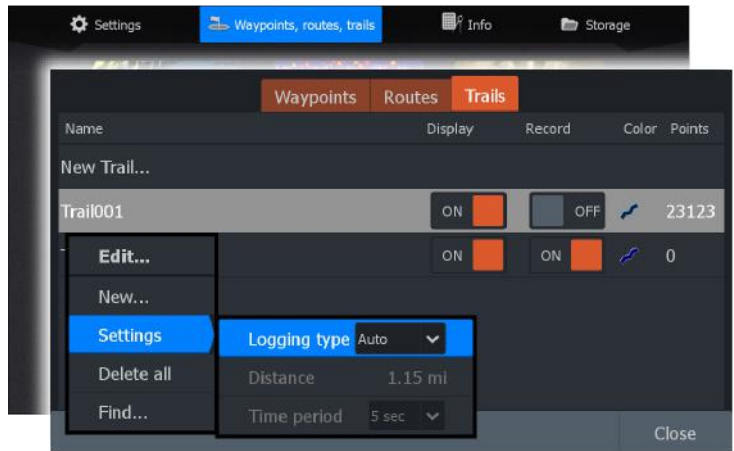 Settings Waypoints, routes, trails Info Storage
Waypoints Routes Trails
Name Display Record Color Points
New Trail...
Trail001 ON OFF 23123
ON ON 0
Edit...
New...
Settings
Logging type Auto
Delete all
Distance 1.15 mi
Find...
Time period 5 sec
Close